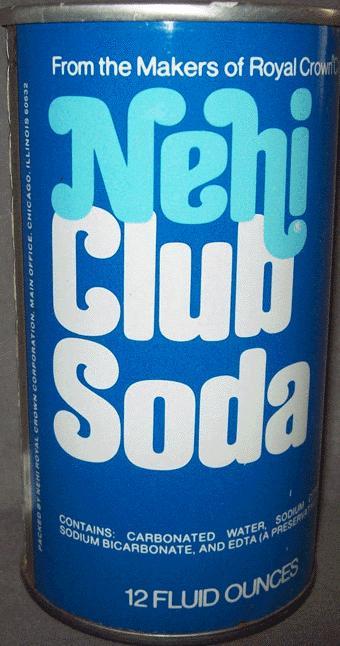 From the Makers of Royal Crown
Nehi
Club
Soda
CONTAINS: CARBONATED WATER, SODIUM
SODIUM BICARBONATE, AND EDTA (A
12 FLUID OUNCES
PACKED BY NEHI ROYAL CROWN CORPORATION, MAIN OFFICE, CHICAGO, ILLINOIS 60632